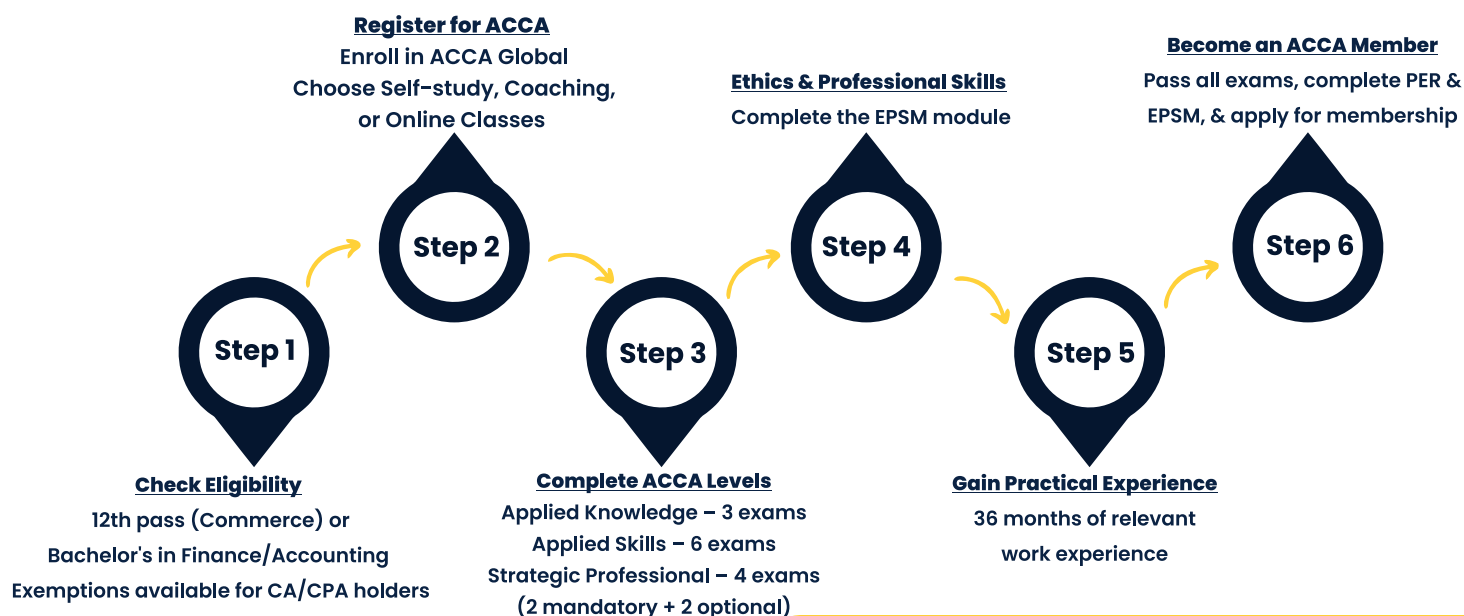 Step 1
Check Eligibility
12th pass (Commerce) or
Bachelor's in Finance/Accounting
Exemptions available for CA/CPA holders
Register for ACCA
Enroll in ACCA Global
Choose Self-study, Coaching,
or Online Classes
Step 2
Step 3
Complete ACCA Levels
Applied Knowledge – 3 exams
Applied Skills – 6 exams
Strategic Professional – 4 exams
(2 mandatory + 2 optional)
Ethics & Professional Skills
Complete the EPSM module
Step 4
Step 5
Gain Practical Experience
36 months of relevant
work experience
Become an ACCA Member
Pass all exams, complete PER &
EPSM, & apply for membership
Step 6